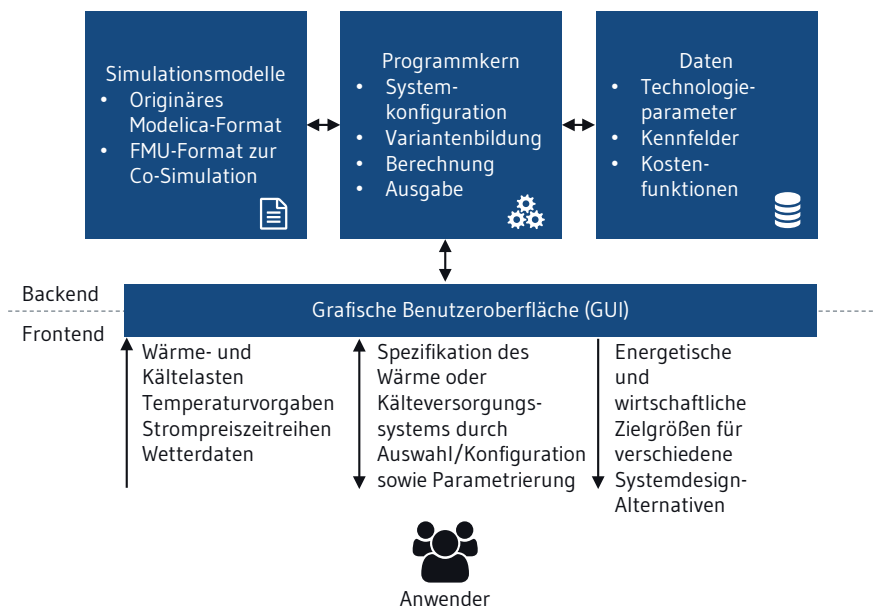 Simulationsmodelle
• Originäres
Modelica-Format
• FMU-Format zur
Co-Simulation
Programmkern
• System-
konfiguration
• Variantenbildung
• Berechnung
• Ausgabe
Daten
• Technologie-
parameter
• Kennfelder
• Kosten-
funktionen
Backend
Grafische Benutzeroberfläche (GUI)
Frontend
Wärme- und
Kältelasten
Temperaturvorgaben
Strompreiszeitreihen
Wetterdaten
Spezifikation des
Wärme oder
Kälteversorgungs-
systems durch
Auswahl/Konfiguration
sowie Parametrierung
Energetische
und
wirtschaftliche
Zielgrößen für
verschiedene
Systemdesign-
Alternativen
Anwender